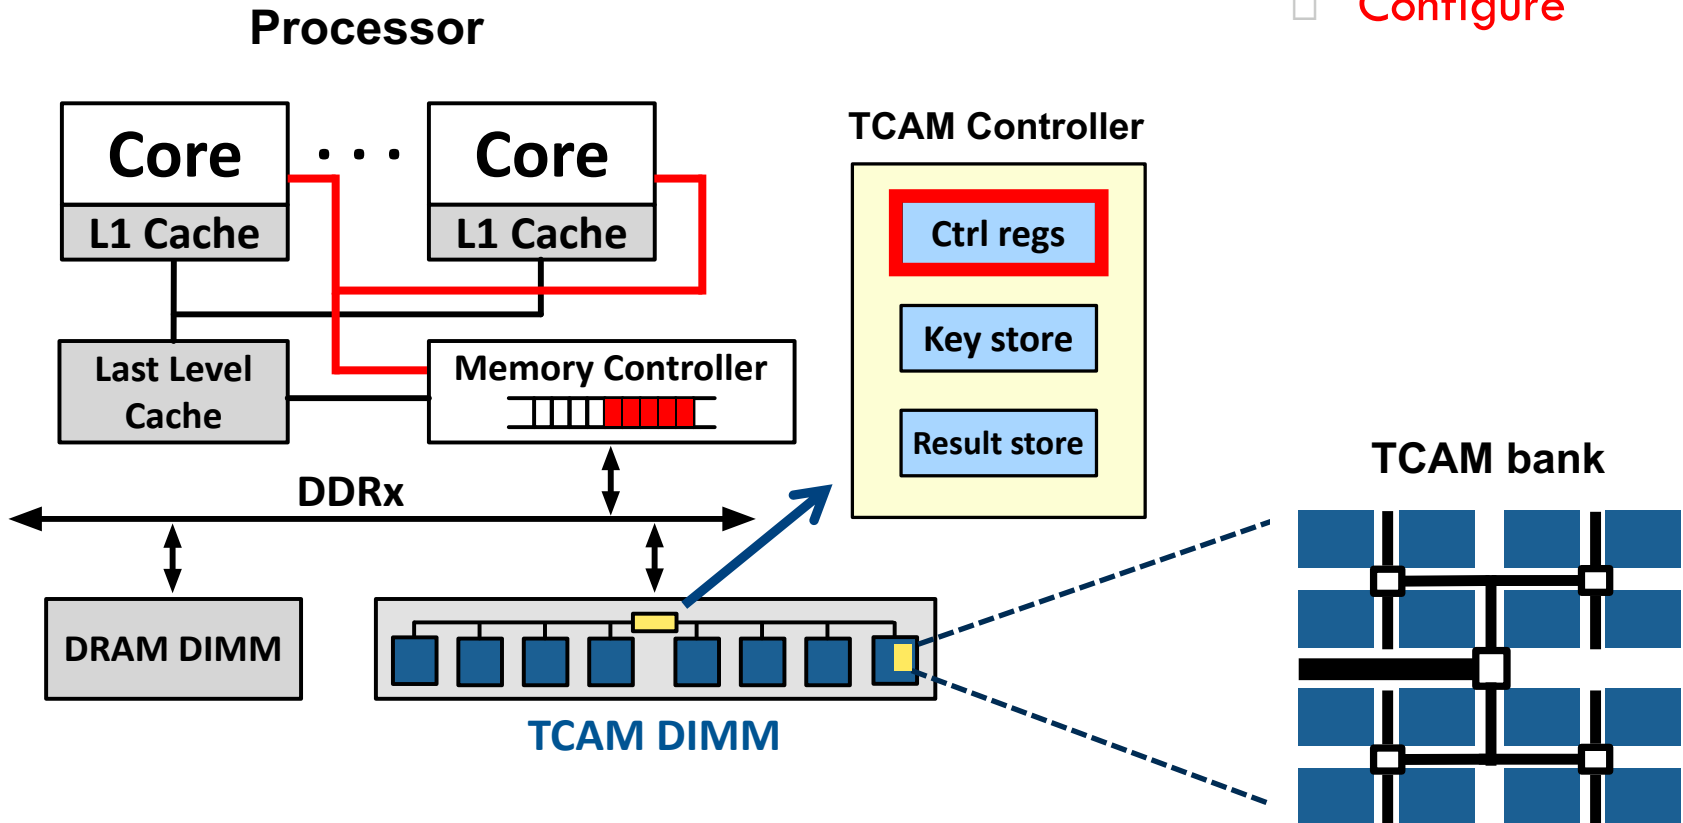 Configure
Processor
Core
. . .
Core
L1 Cache
L1 Cache
Last Level
Cache
Memory Controller
DDRx
DRAM DIMM
TCAM DIMM
TCAM Controller
Ctrl regs
Key store
Result store
TCAM bank